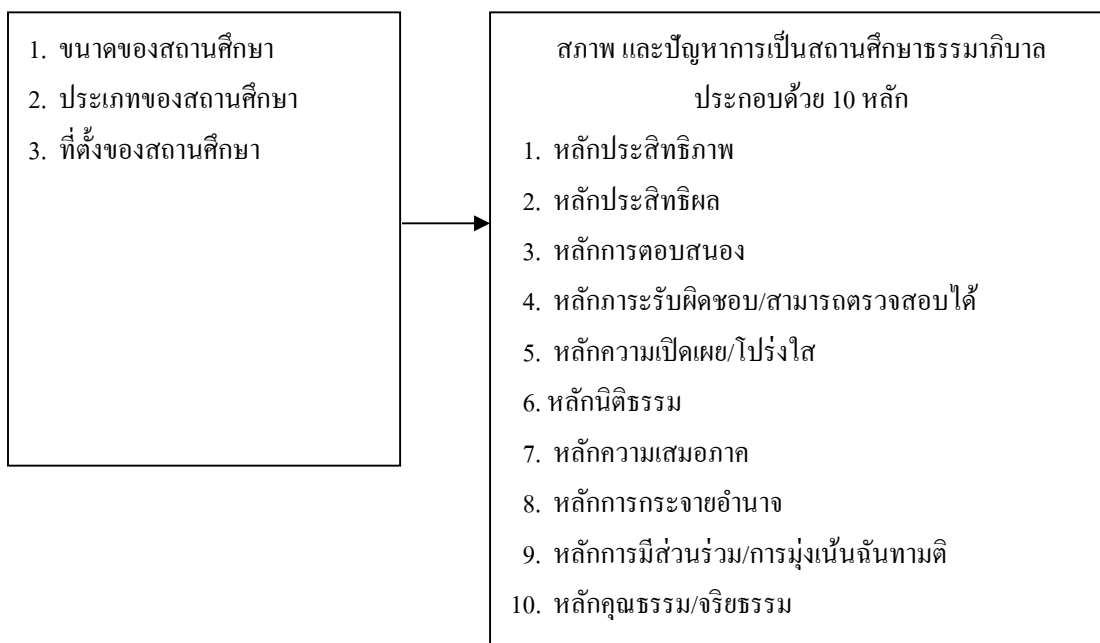 1. ขนาดของสถานศึกษา
2. ประเภทของสถานศึกษา
3. ที่ตั้งของสถานศึกษา
สภาพ และปัญหาการเป็นสถานศึกษาธรรมาภิบาล
ประกอบด้วย 10 หลัก
1. หลักประสิทธิภาพ
2. หลักประสิทธิผล
3. หลักการตอบสนอง
4. หลักภาระรับผิดชอบ/สามารถตรวจสอบได้
5. หลักความเปิดเผย/โปร่งใส
6. หลักนิติธรรม
7. หลักความเสมอภาค
8. หลักการกระจายอำนาจ
9. หลักการมีส่วนร่วม/การมุ่งเน้นฉันทามติ
10. หลักคุณธรรม/จริยธรรม